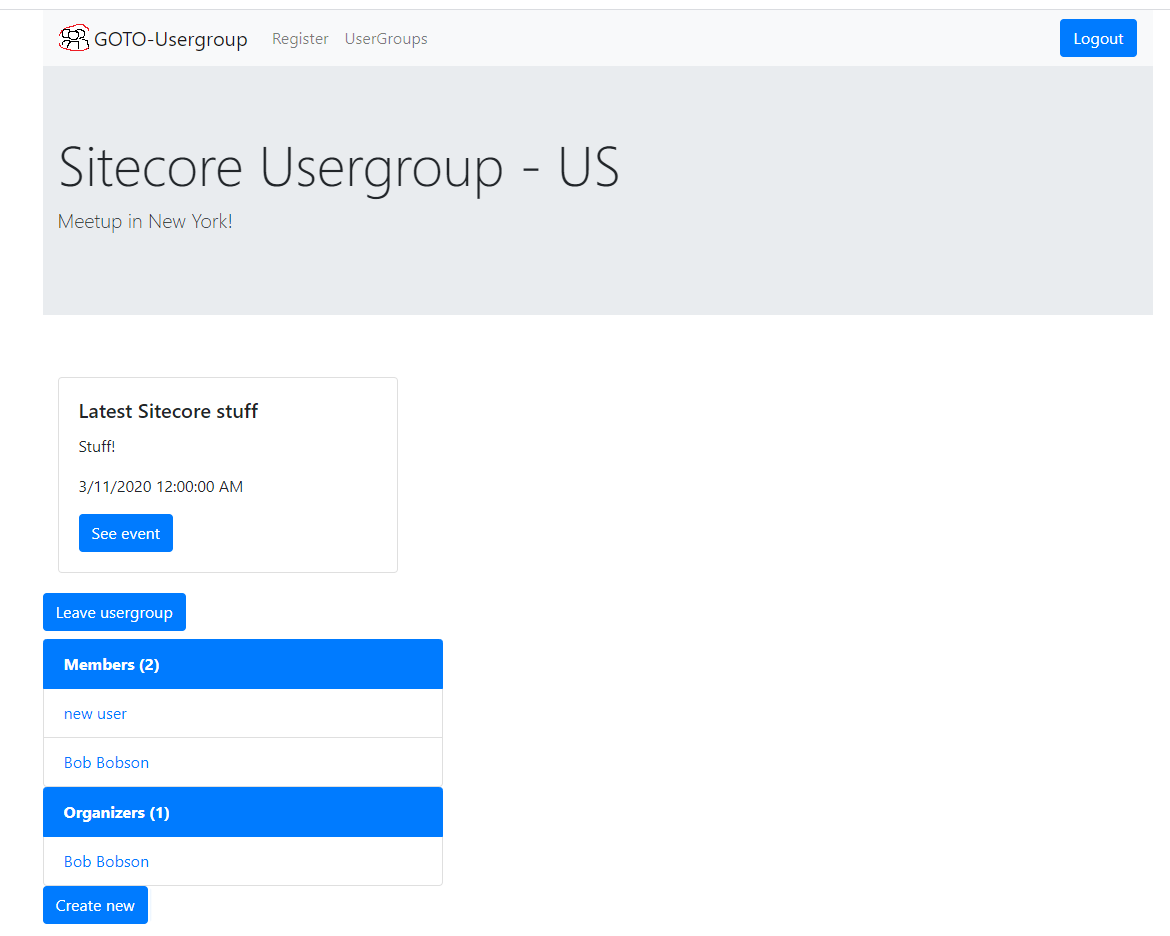 GOTO-Usergroup Register UserGroups Logout
Sitecore Usergroup - US
Meetup in New York!
Latest Sitecore stuff
Stuff!
3/11/2020 12:00:00 AM
See event
Leave usergroup
Members (2)
new user
Bob Bobson
Organizers (1)
Bob Bobson
Create new